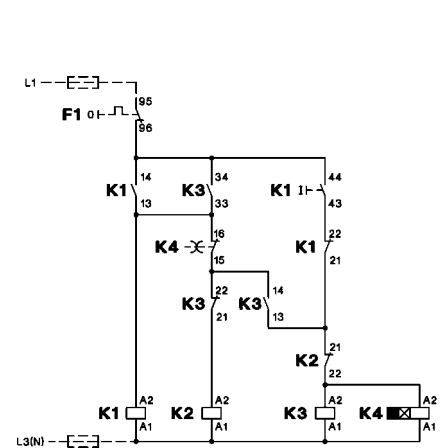 L1
95
F1 0
96
14 34 44
K1 K3 K1 I
13 33 43
16 22
K4 K1
15 21
22 14
K3 K3
21 13
21
K2
22
A2 A2 A2 A2
K1 K2 K3 K4
A1 A1 A1 A1
L3(N)